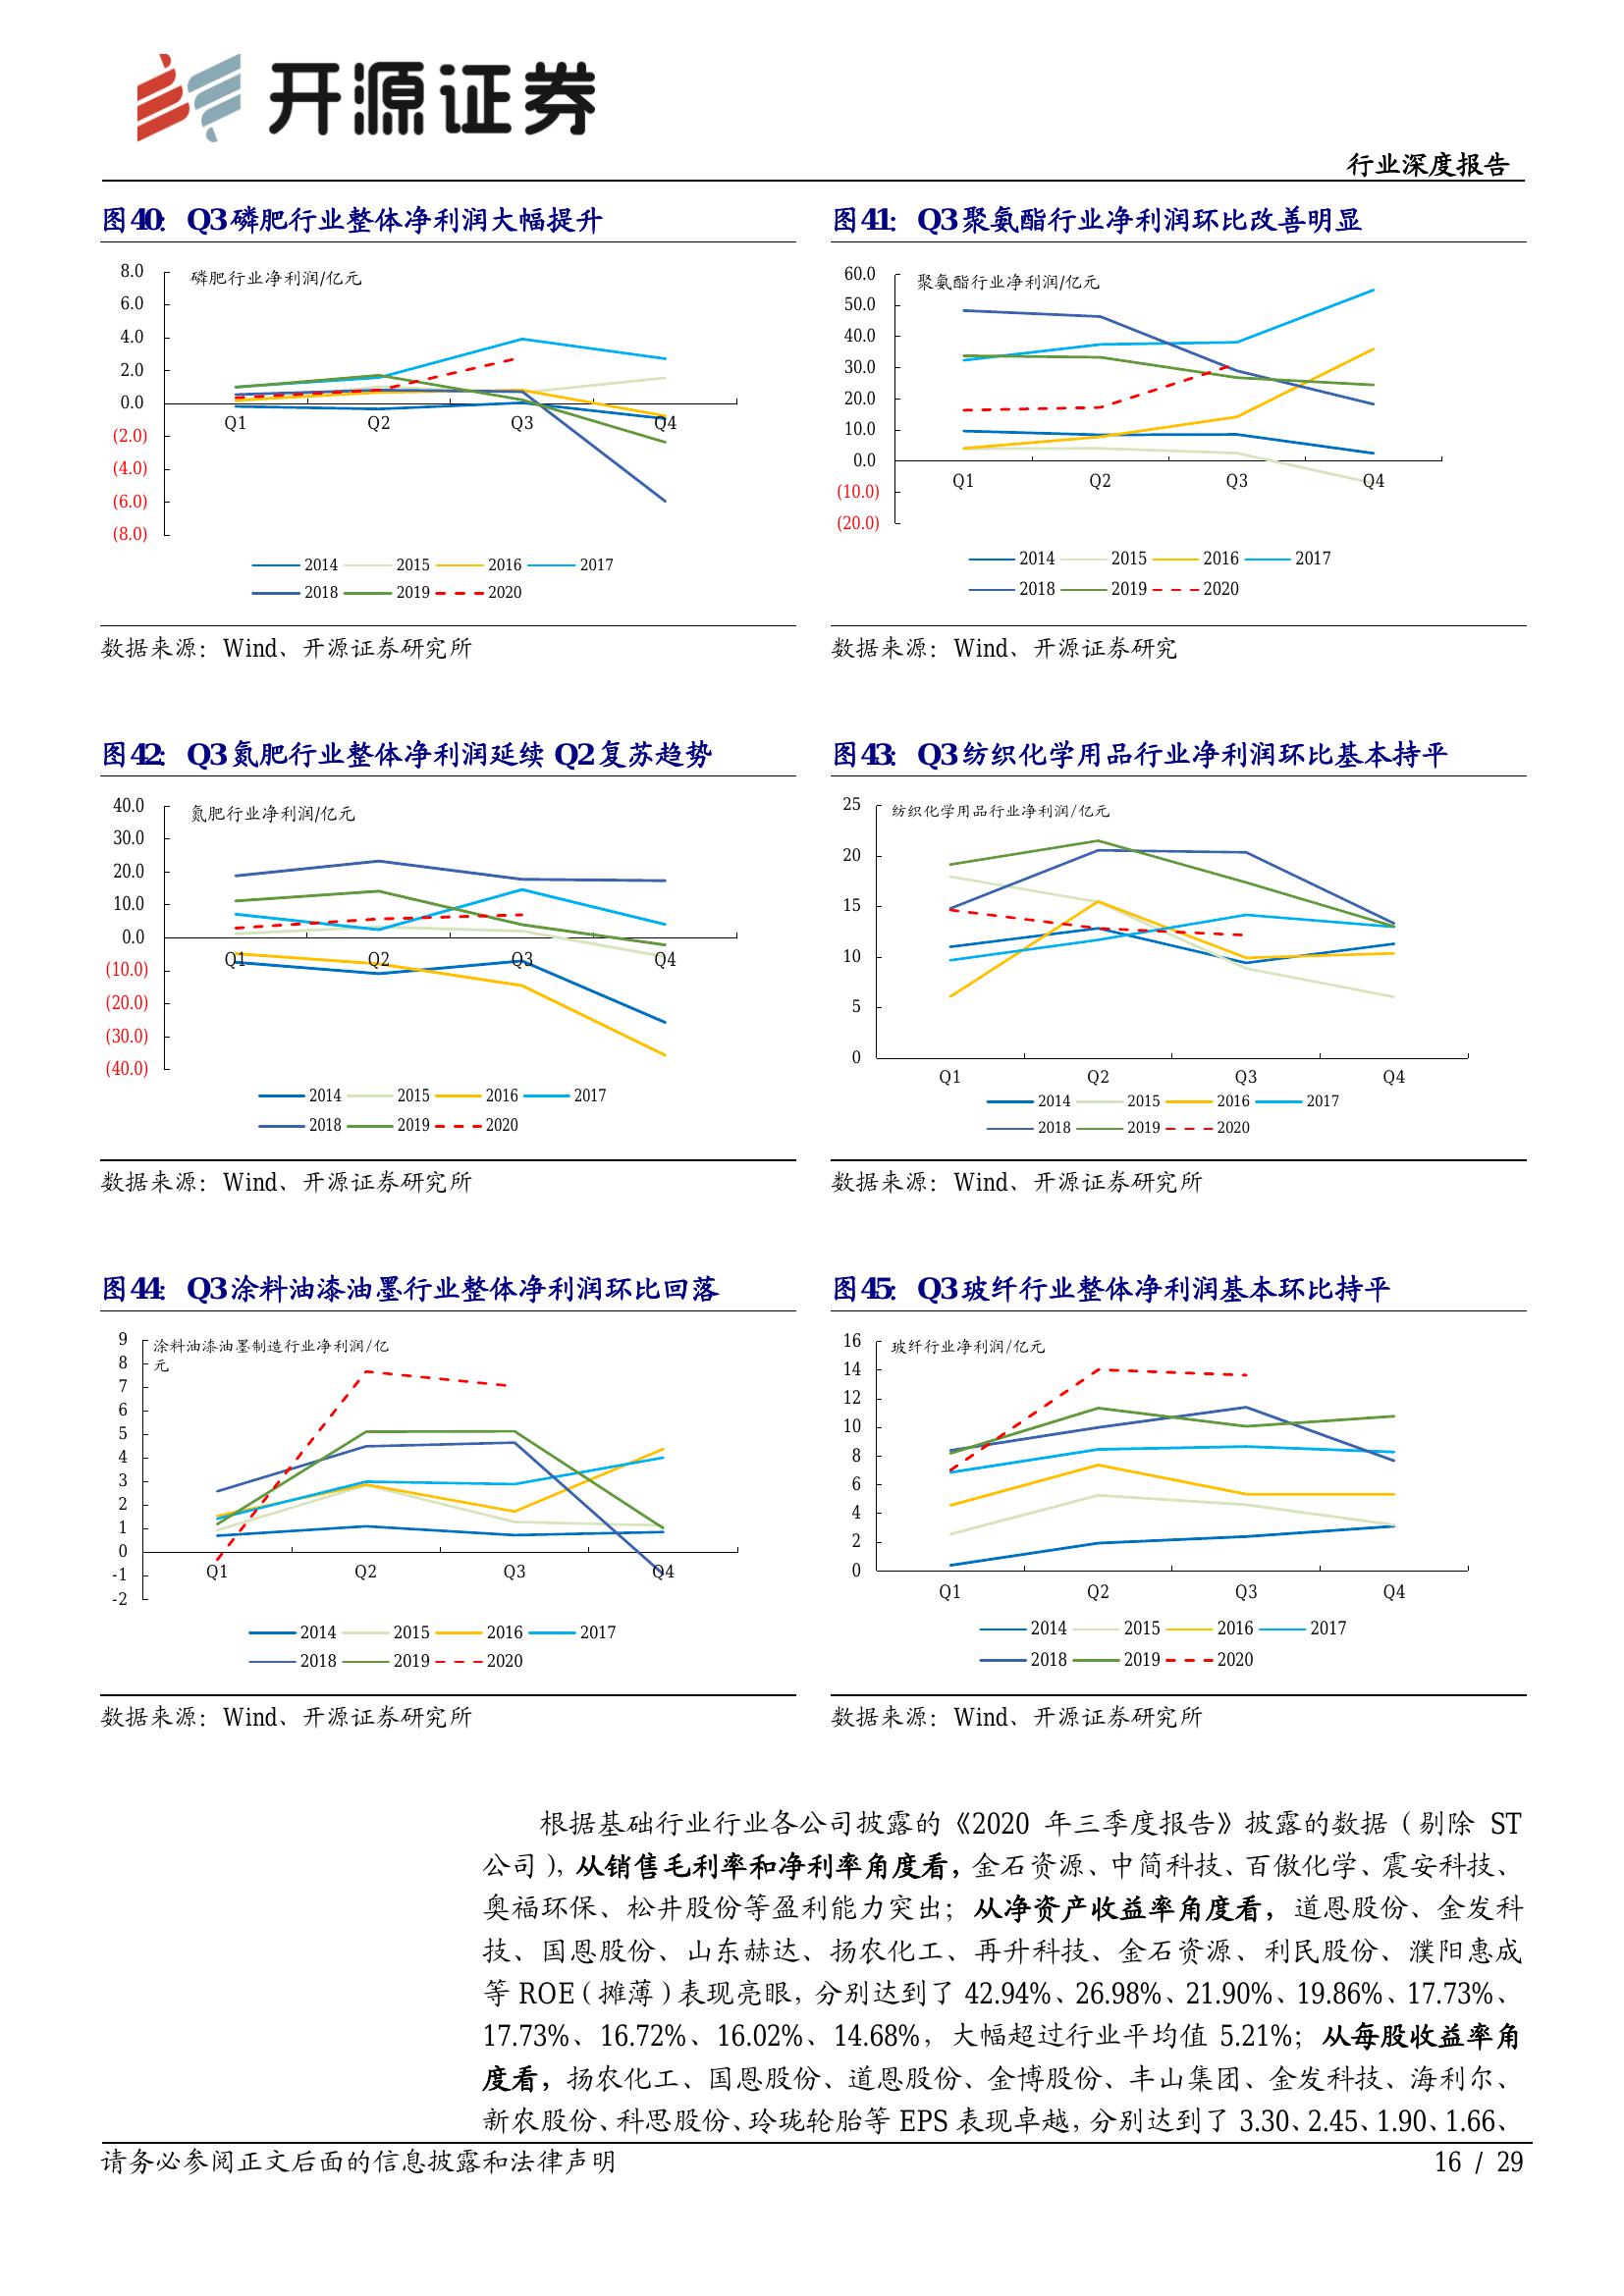 开源证券
行业深度报告
图40： Q3磷肥行业整体净利润大幅提升
磷肥行业净利润/亿元
8.0
6.0
4.0
2.0
0.0
(2.0)
(4.0)
(6.0)
(8.0)
Q1 Q2 Q3 Q4
2014 2015 2016 2017
2018 2019 2020
数据来源：Wind、开源证券研究所
图41： Q3聚氨酯行业净利润环比改善明显
聚氨酯行业净利润/亿元
60.0
50.0
40.0
30.0
20.0
10.0
0.0
(10.0)
(20.0)
Q1 Q2 Q3 Q4
2014 2015 2016 2017
2018 2019 2020
数据来源：Wind、开源证券研究
图42： Q3氮肥行业整体净利润延续 Q2复苏趋势
氮肥行业净利润/亿元
40.0
30.0
20.0
10.0
0.0
(10.0)
(20.0)
(30.0)
(40.0)
Q1 Q2 Q3 Q4
2014 2015 2016 2017
2018 2019 2020
数据来源：Wind、开源证券研究所
图43： Q3纺织化学用品行业净利润环比基本持平
纺织化学用品行业净利润/亿元
25
20
15
10
5
0
Q1 Q2 Q3 Q4
2014 2015 2016 2017
2018 2019 2020
数据来源：Wind、开源证券研究所
图44： Q3涂料油漆油墨行业整体净利润环比回落
涂料油漆油墨制造行业净利润/亿
元
9
8
7
6
5
4
3
2
1
0
-1
-2
Q1 Q2 Q3 Q4
2014 2015 2016 2017
2018 2019 2020
数据来源：Wind、开源证券研究所
图45： Q3玻纤行业整体净利润基本环比持平
玻纤行业净利润/亿元
16
14
12
10
8
6
4
2
0
Q1 Q2 Q3 Q4
2014 2015 2016 2017
2018 2019 2020
数据来源：Wind、开源证券研究所
根据基础行业行业各公司披露的《2020 年三季度报告》披露的数据（剔除 ST
公司），从销售毛利率和净利率角度看，金石资源、中简科技、百傲化学、震安科技、
奥福环保、松井股份等盈利能力突出；从净资产收益率角度看，道恩股份、金发科
技、国恩股份、山东赫达、扬农化工、再升科技、金石资源、利民股份、濮阳惠成
等 ROE（摊薄）表现亮眼，分别达到了 42.94%、26.98%、21.90%、19.86%、17.73%、
17.73%、16.72%、16.02%、14.68%，大幅超过行业平均值 5.21%；从每股收益率角
度看，扬农化工、国恩股份、道恩股份、金博股份、丰山集团、金发科技、海利尔、
新农股份、科思股份、玲珑轮胎等 EPS 表现卓越，分别达到了 3.30、2.45、1.90、1.66、
请务必参阅正文后面的信息披露和法律声明
16 / 29